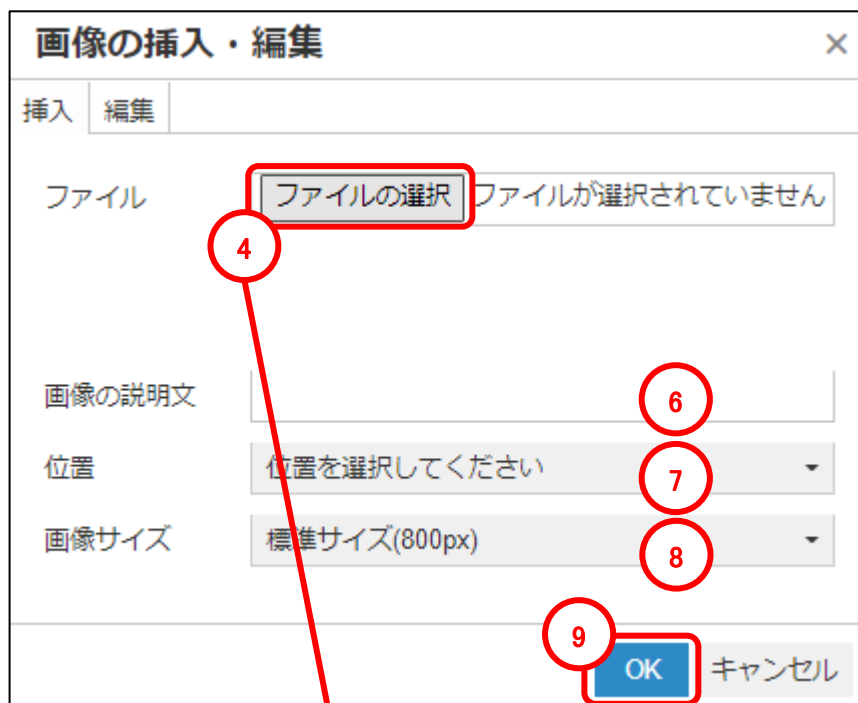 画像の挿入・編集 ×
挿入 編集
ファイル ファイルの選択 ファイルが選択されていません
4
画像の説明文 6
位置 位置を選択してください 7
画像サイズ 標準サイズ(800px) 8
9
OK キャンセル